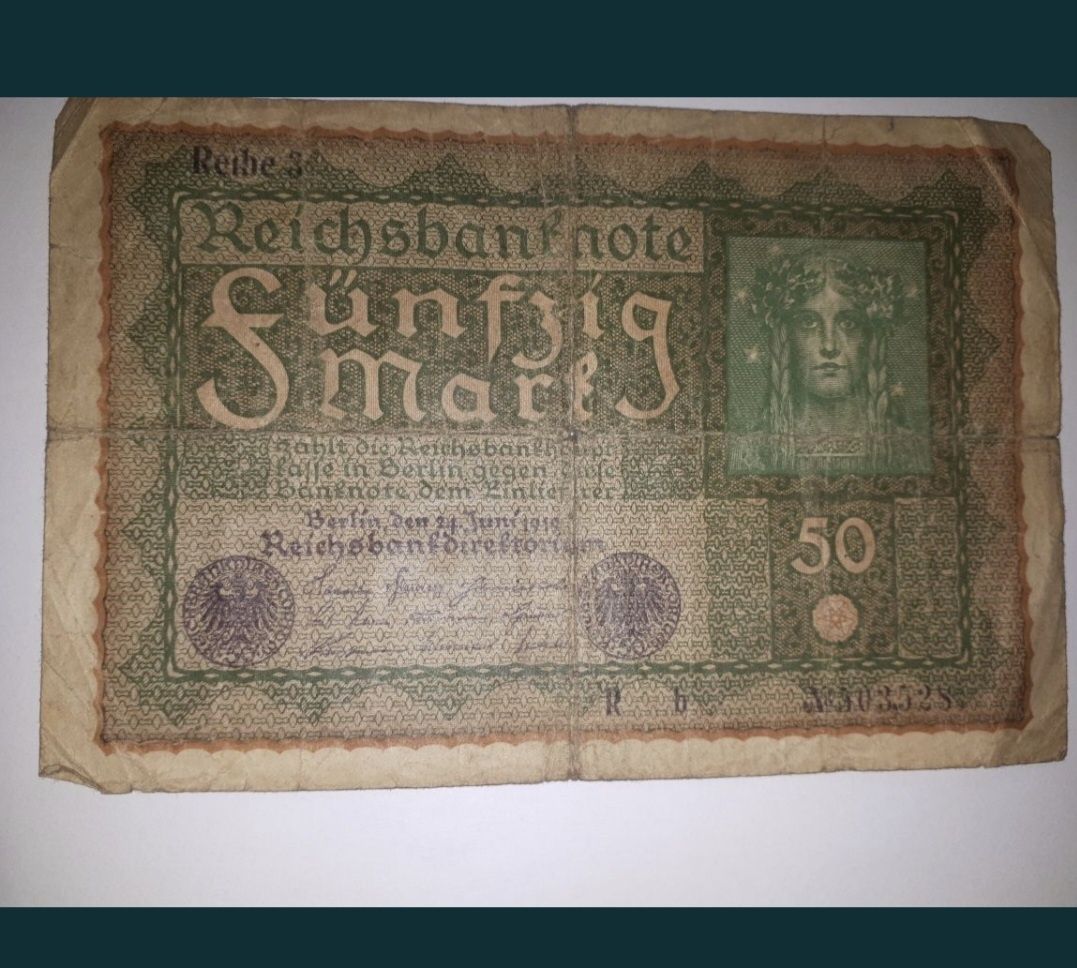 Reihe 3
Reichsbanknote
Fünfzig
Mark
Zahlt die Reichsbankhaupt
kasse in Berlin gegen diese
Banknote dem Einlieferer
Berlin den 24. Juni 1919
Reichsbankdirektorium
50
R b №503528